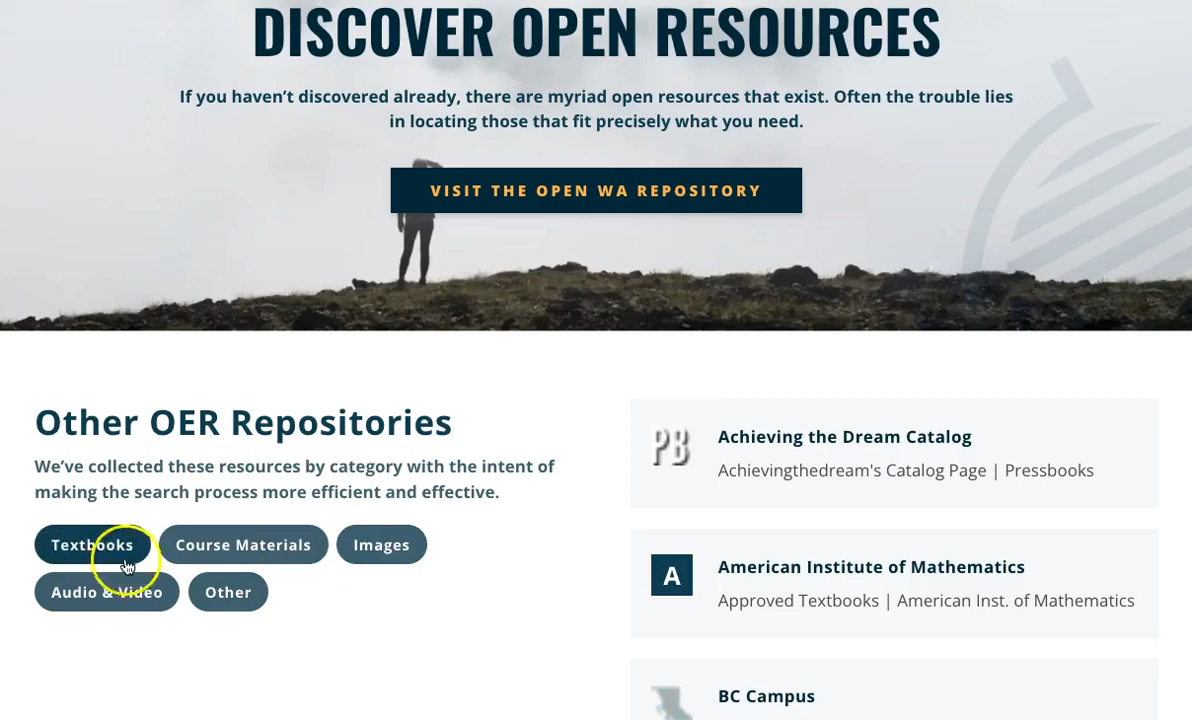 DISCOVER OPEN RESOURCES
If you haven’t discovered already, there are myriad open resources that exist. Often the trouble lies
in locating those that fit precisely what you need.
VISIT THE OPEN WA REPOSITORY
Other OER Repositories
We’ve collected these resources by category with the intent of
making the search process more efficient and effective.
Textbooks
Course Materials
Images
Audio & Video
Other
PB
Achieving the Dream Catalog
Achievingthedream's Catalog Page | Pressbooks
A
American Institute of Mathematics
Approved Textbooks | American Inst. of Mathematics
BC Campus